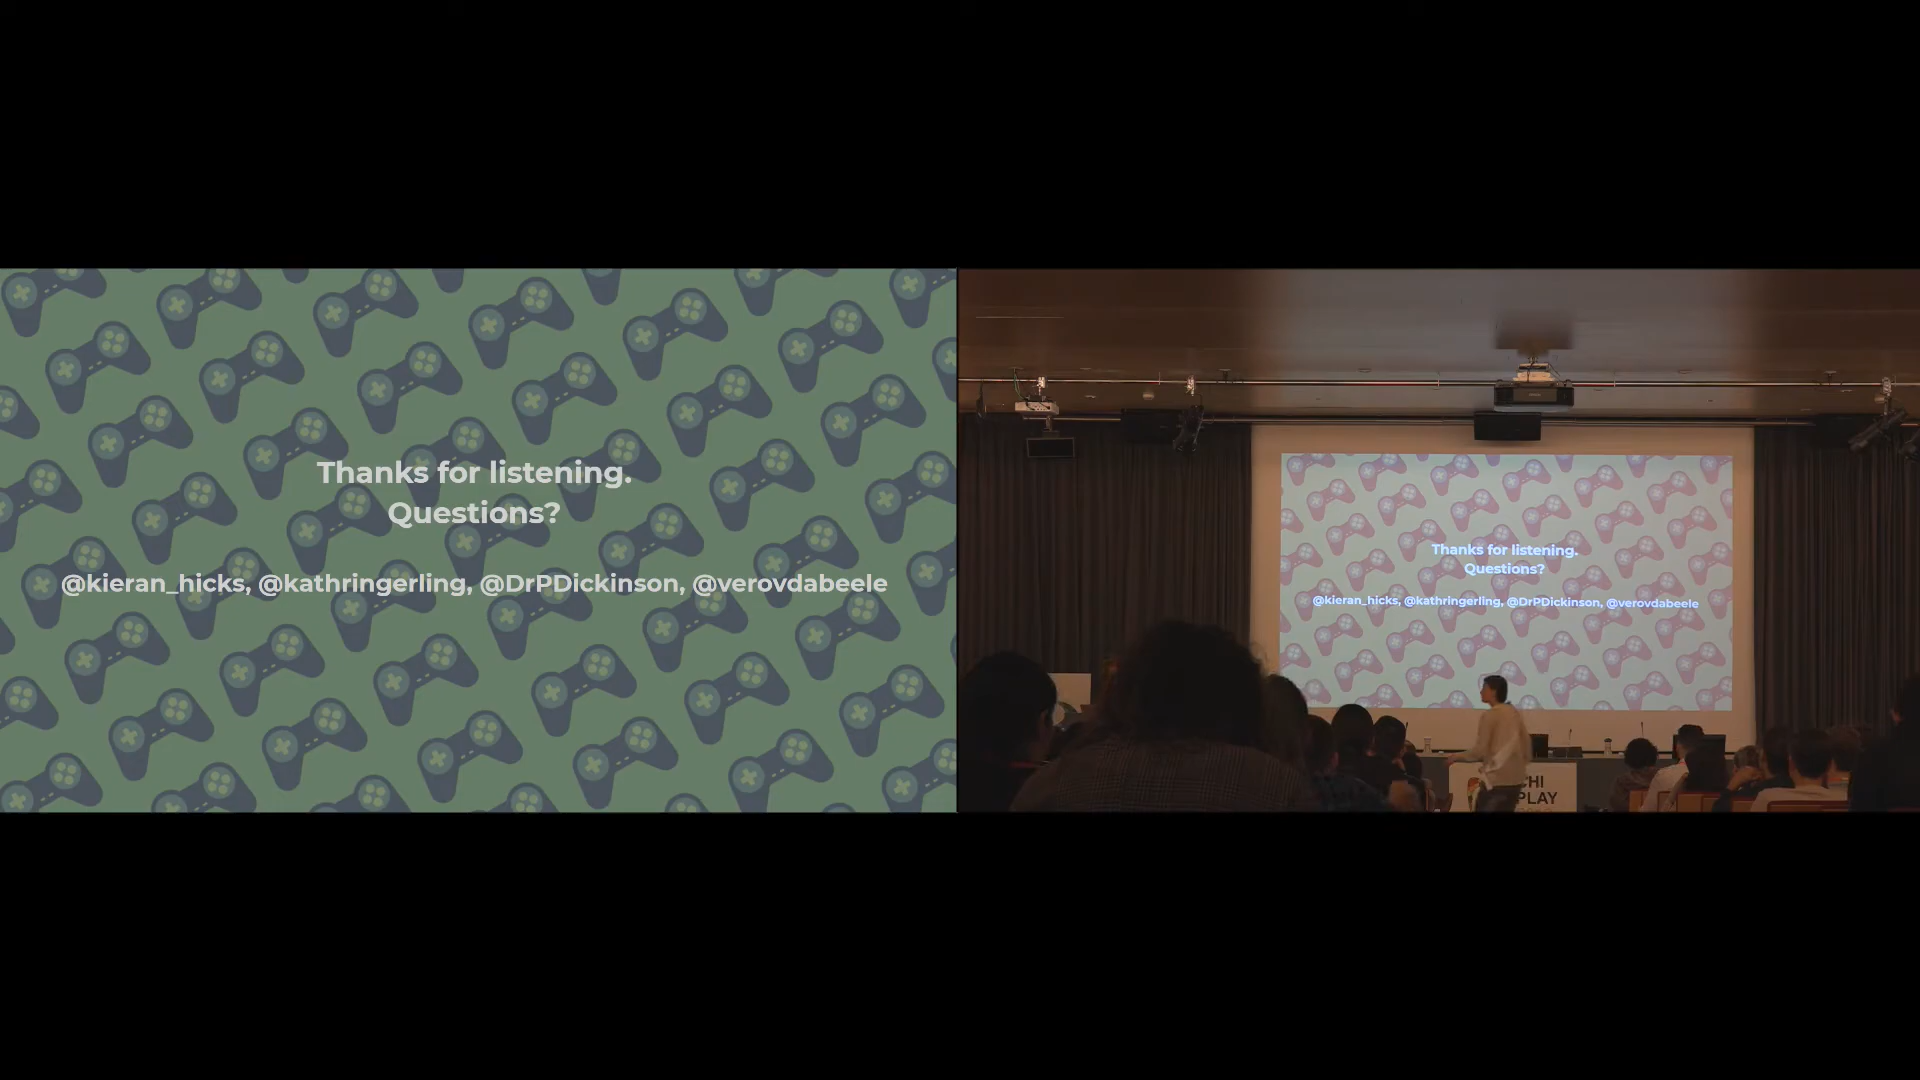 Thanks for listening.
Questions?
@kieran_hicks, @kathringerling, @DrPDickinson, @verovdabeele
Thanks for listening.
Questions?
@kieran_hicks, @kathringerling, @DrPDickinson, @verovdabeele
CHI
PLAY